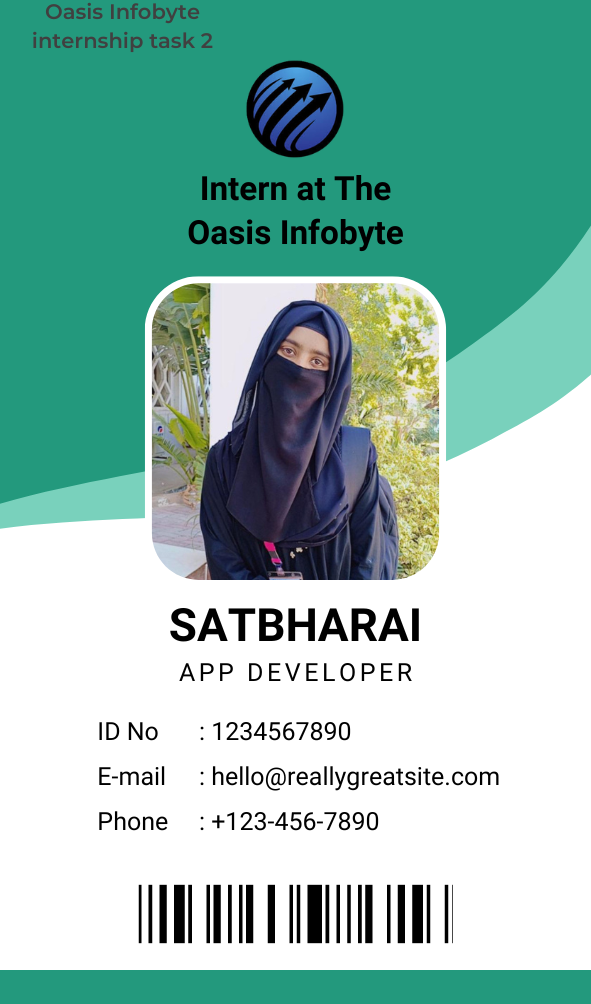 Oasis Infobyte
internship task 2
Intern at The
Oasis Infobyte
SATBHARAI
APP DEVELOPER
ID No : 1234567890
E-mail : hello@reallygreatsite.com
Phone : +123-456-7890